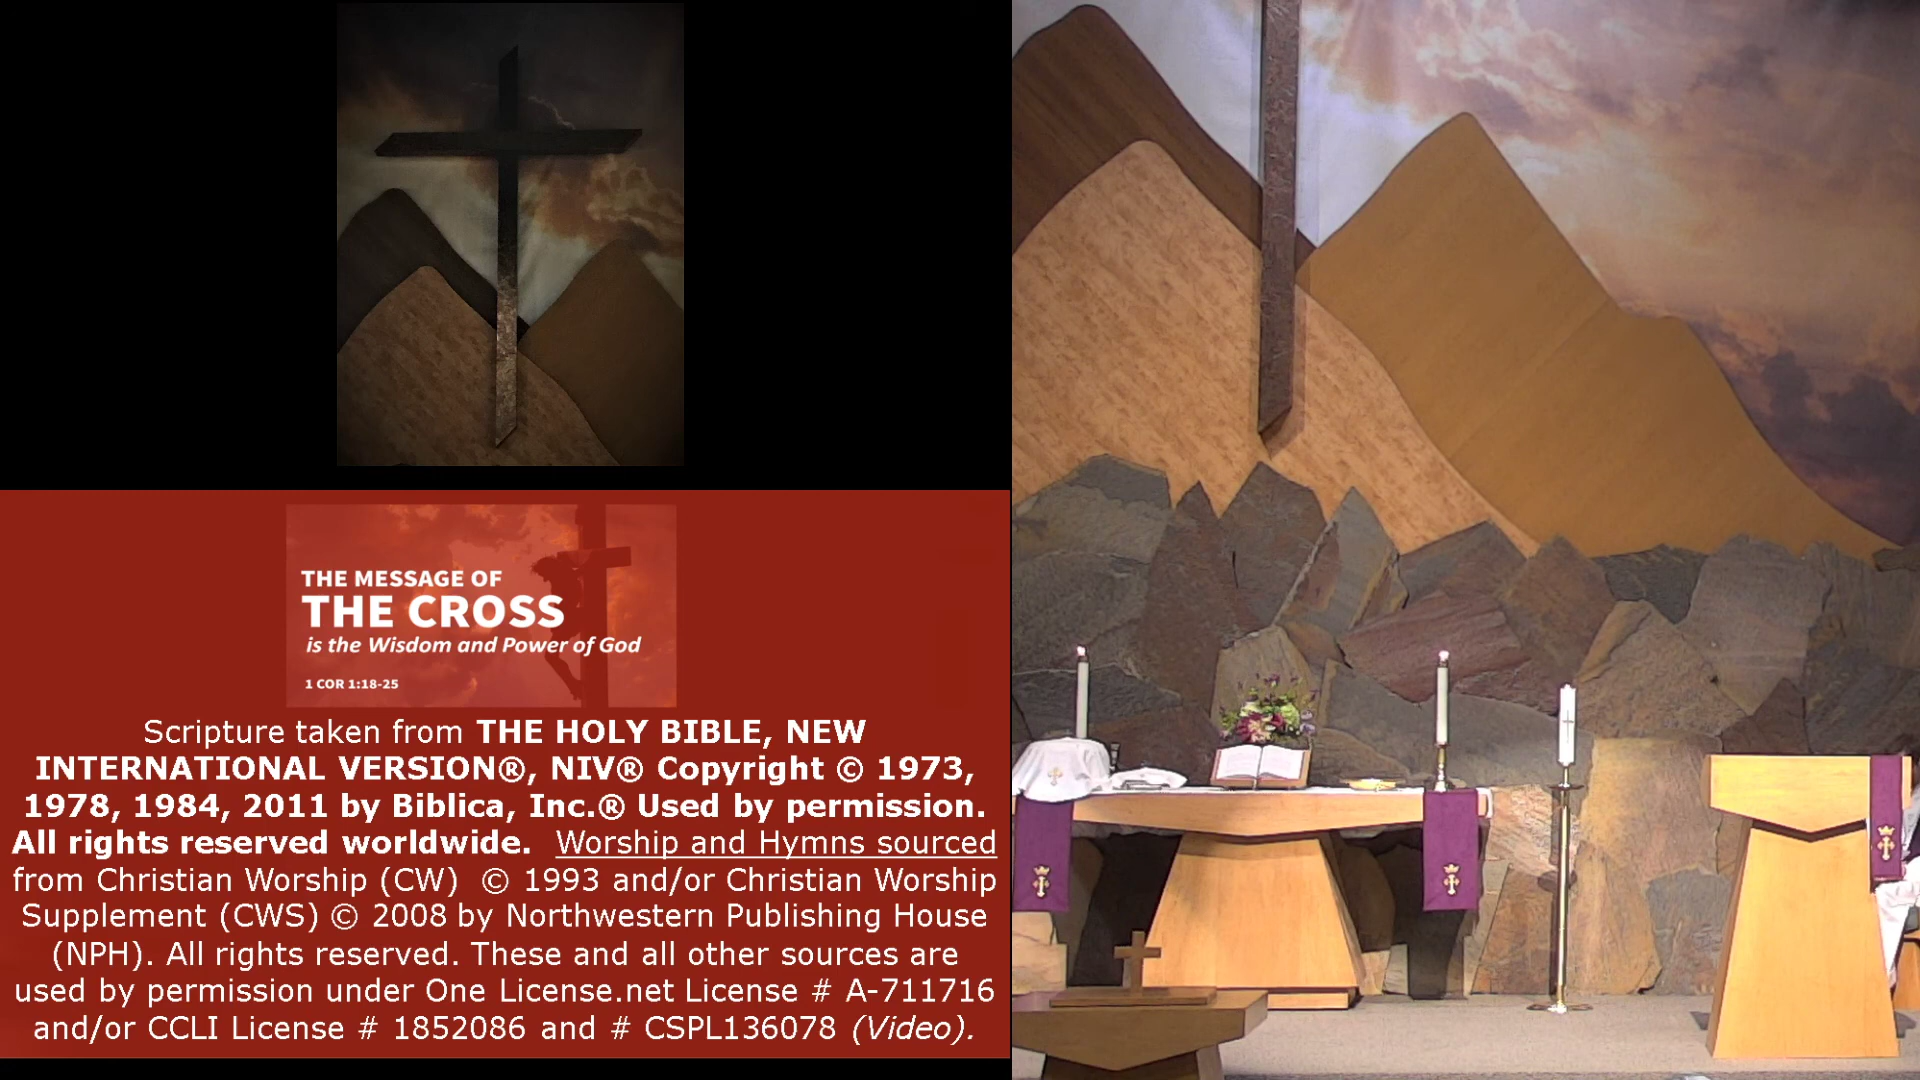 THE MESSAGE OF
THE CROSS
is the Wisdom and Power of God
1 COR 1:18-25
Scripture taken from THE HOLY BIBLE, NEW
INTERNATIONAL VERSION®, NIV® Copyright © 1973,
1978, 1984, 2011 by Biblica, Inc.® Used by permission.
All rights reserved worldwide. Worship and Hymns sourced
from Christian Worship (CW) © 1993 and/or Christian Worship
Supplement (CWS) © 2008 by Northwestern Publishing House
(NPH). All rights reserved. These and all other sources are
used by permission under One License.net License # A-711716
and/or CCLI License # 1852086 and # CSPL136078 (Video).